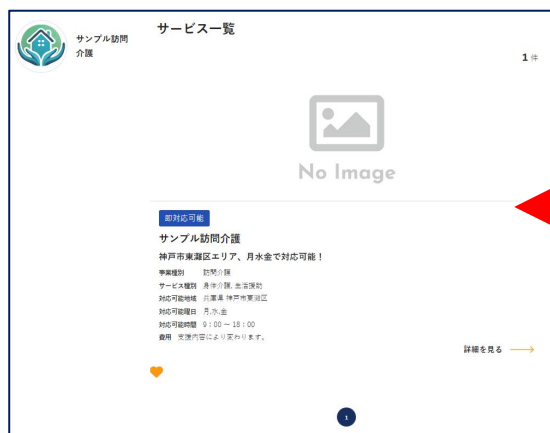 サンプル訪問
介護
サービス一覧
1 件
No Image
即対応可能
サンプル訪問介護
神戸市東灘区エリア、月水金で対応可能！
事業種別 訪問介護
サービス種別 身体介護, 生活援助
対応可能地域 兵庫県 神戸市東灘区
対応可能曜日 月,水,金
対応可能時間 9：00 ～ 18：00
費用 支援内容により変わります。
詳細を見る
1